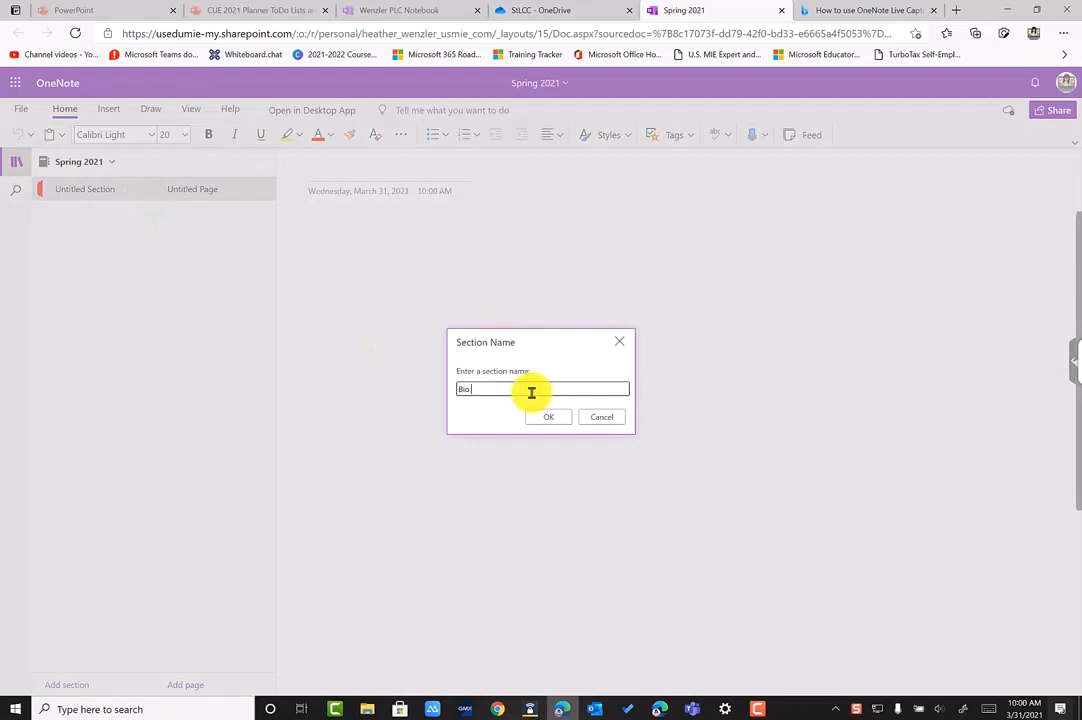 PowerPoint
CUE 2021 Planner ToDo Lists as
Wenzler PLC Notebook
StLCC - OneDrive
Spring 2021
How to use OneNote Live Capti
https://usedumie-my.sharepoint.com/:o:/r/personal/heather_wenzler_usmie_com/_layouts/15/Doc.aspx?sourcedoc=%7B8c17073f-dd79-42f0-bd33-e6665a4f5053%7D...
Channel videos - Yo...
Microsoft Teams do...
Whiteboard.chat
2021-2022 Course...
Microsoft 365 Road...
Training Tracker
Microsoft Office Ho...
U.S. MIE Expert and...
Microsoft Educator...
TurboTax Self-Empl...
OneNote
Spring 2021
File
Home
Insert
Draw
View
Help
Open in Desktop App
Tell me what you want to do
Share
Calibri Light
20
B
I
U
A
Styles
Tags
Feed
Spring 2021
Untitled Section
Untitled Page
Wednesday, March 31, 2021
10:00 AM
Section Name
Enter a section name:
Bio
OK
Cancel
Add section
Add page
Type here to search
GMX
S
10:00 AM
3/31/2021